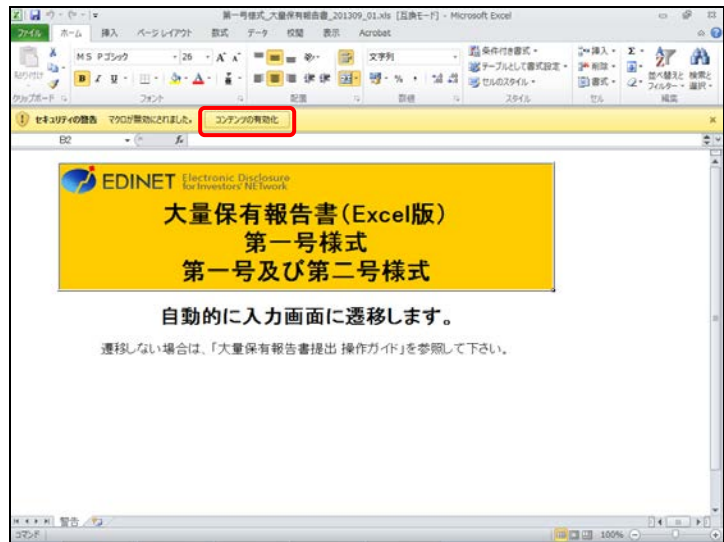 第一号様式_大量保有報告書_201309_01.xls [互換モード] - Microsoft Excel
ファイル ホーム 挿入 ページ レイアウト 数式 データ 校閲 表示 Acrobat
MS Pゴシック 26 文字列 条件付き書式 挿入 Σ
貼り付け テーブルとして書式設定 削除 並べ替えと フィルター 検索と 選択
B I U A % セルのスタイル 書式
クリップボード フォント 配置 数値 スタイル セル 編集
セキュリティの警告 マクロが無効にされました。 コンテンツの有効化
B2 fx
EDINET Electronic Disclosure
for Investors' NETwork
大量保有報告書(Excel版)
第一号様式
第一号及び第二号様式
自動的に入力画面に遷移します。
遷移しない場合は、「大量保有報告書提出 操作ガイド」を参照して下さい。
警告
コマンド 100%